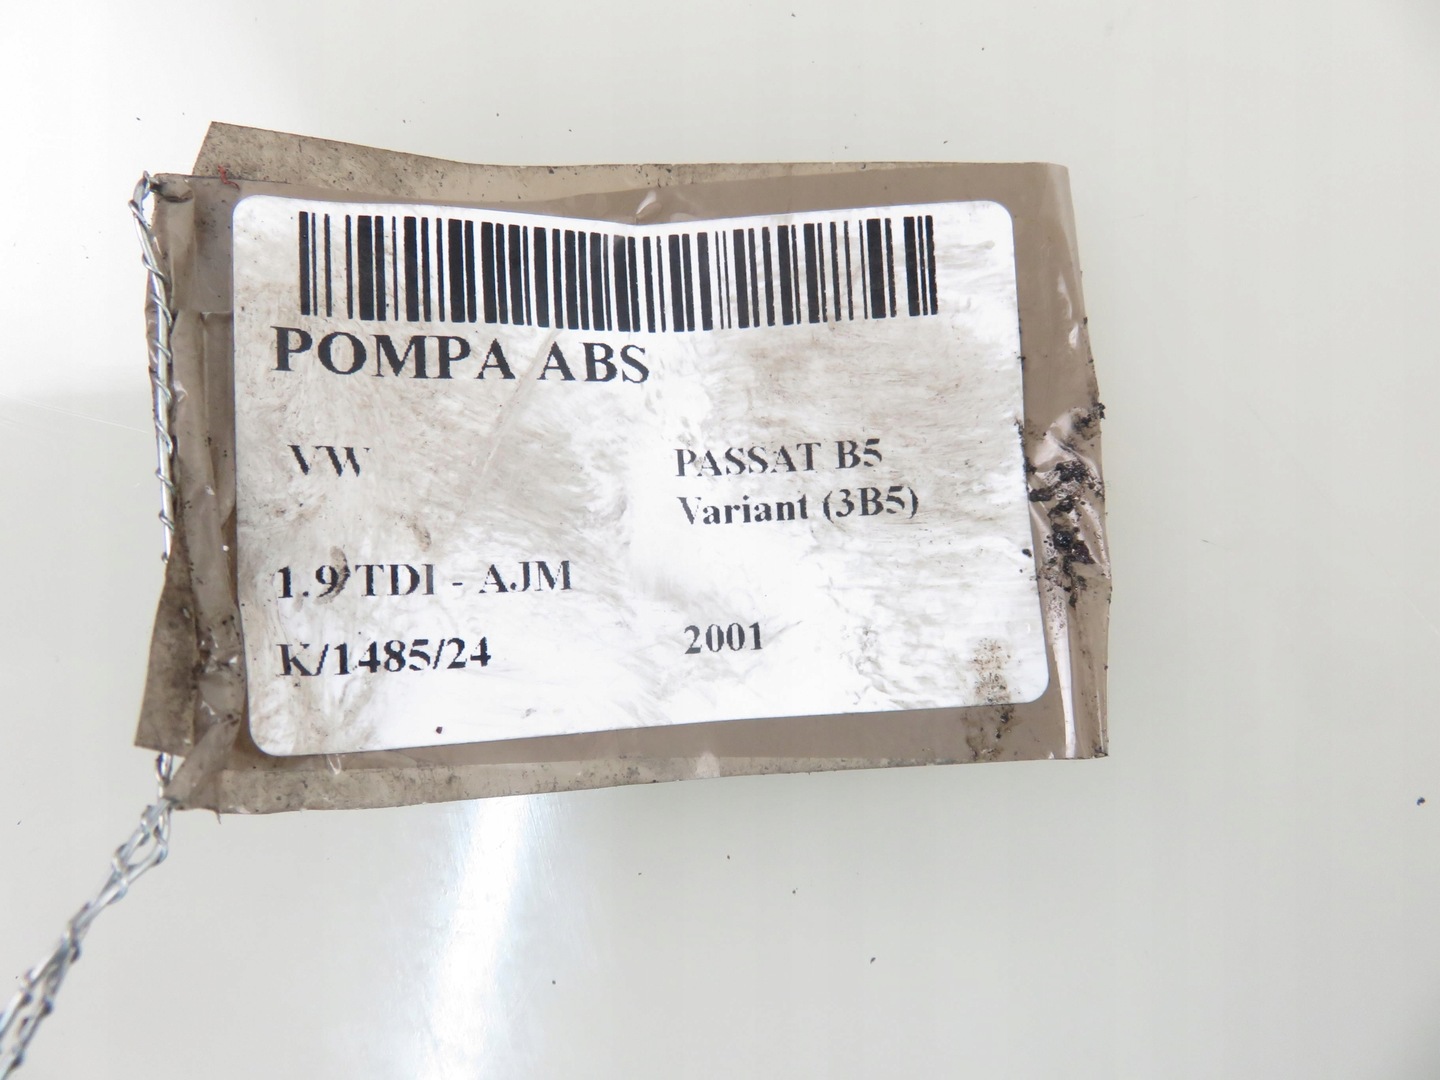 POMPA ABS
VW
PASSAT B5
Variant (3B5)
1.9 TDI - AJM
K/1485/24
2001